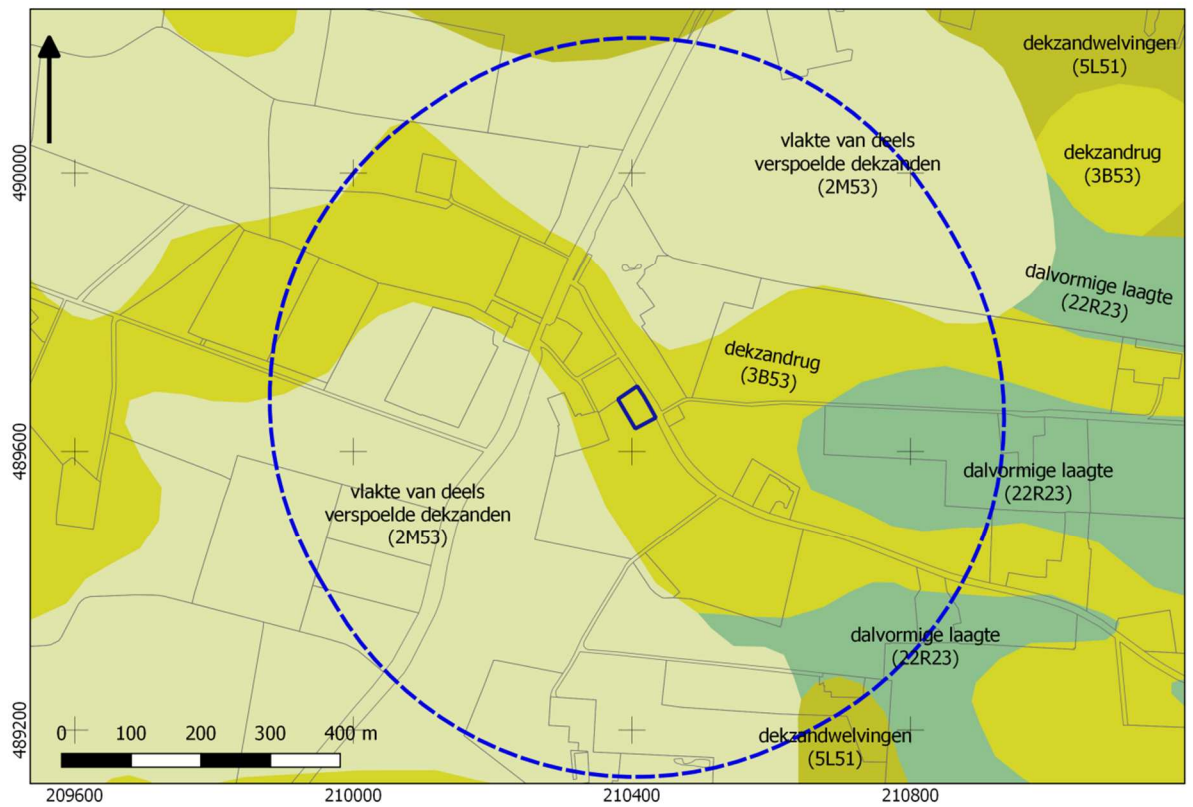 dekzandwelvingen
(5L51)
vlakte van deels
verspoelde dekzanden
(2M53)
dekzandrug
(3B53)
490000
dalvormige laagte
(22R23)
dekzandrug
(3B53)
489600
dalvormige laagte
(22R23)
vlakte van deels
verspoelde dekzanden
(2M53)
dalvormige laagte
(22R23)
489200
0 100 200 300 400 m
dekzandwelvingen
(5L51)
209600 210000 210400 210800